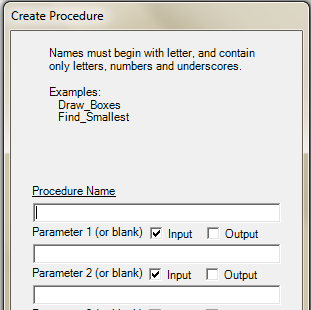 Create Procedure
Names must begin with letter, and contain
only letters, numbers and underscores.
Examples:
Draw_Boxes
Find_Smallest
Procedure Name
Parameter 1 (or blank) Input Output
Parameter 2 (or blank) Input Output